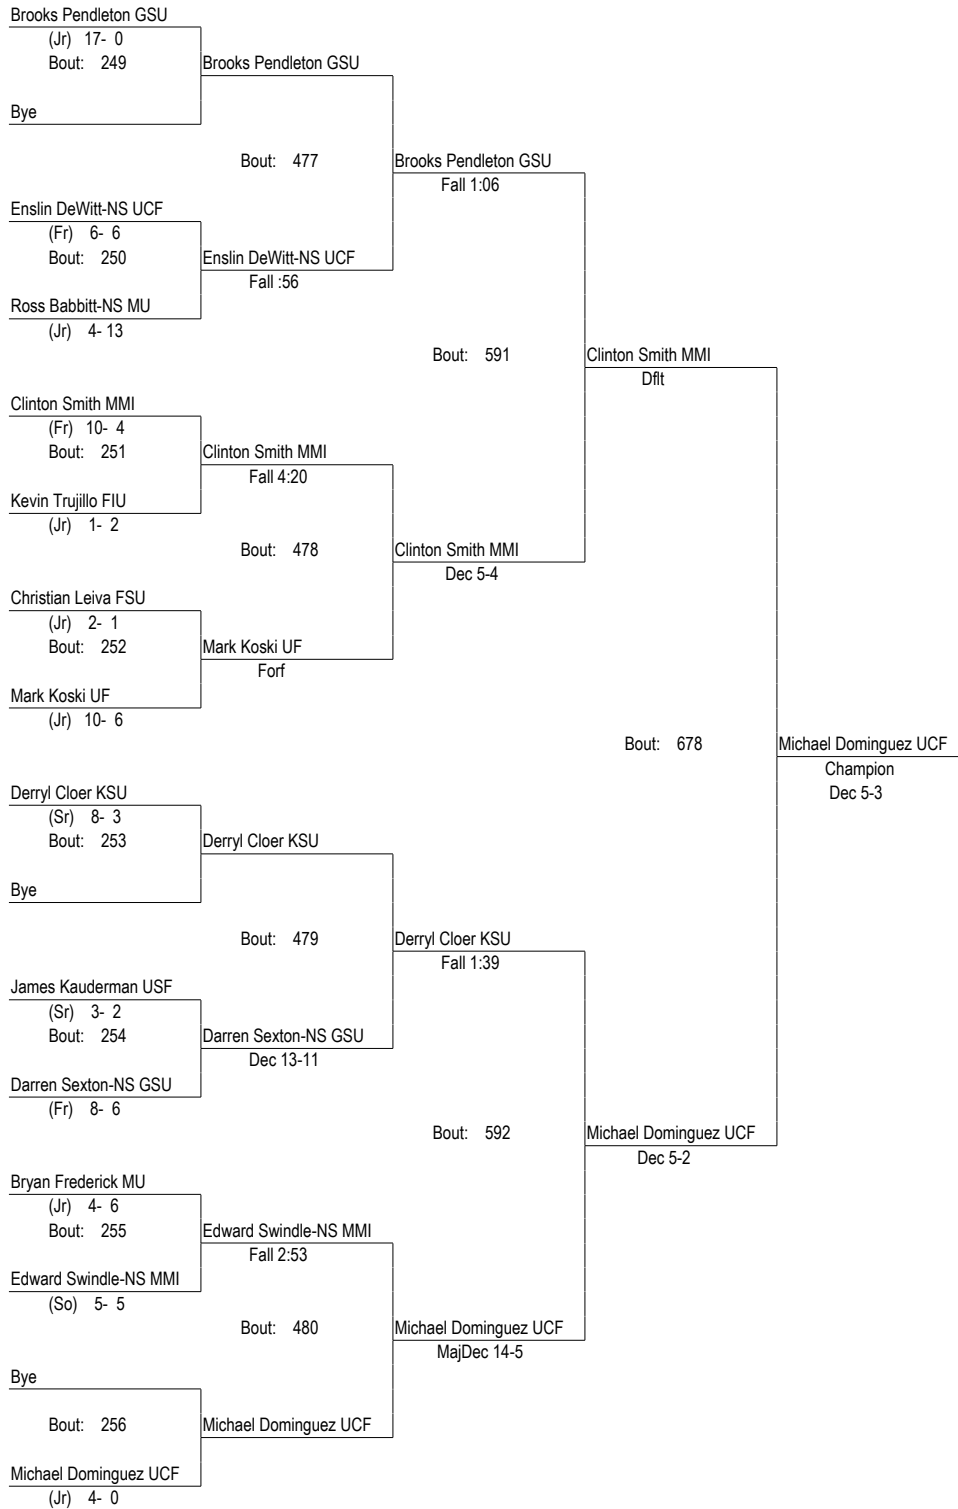 Brooks Pendleton GSU
(Jr) 17- 0
Bout: 249
Brooks Pendleton GSU
Bye
Bout: 477
Brooks Pendleton GSU
Fall 1:06
Enslin DeWitt-NS UCF
(Fr) 6- 6
Bout: 250
Enslin DeWitt-NS UCF
Fall :56
Ross Babbitt-NS MU
(Jr) 4- 13
Bout: 591
Clinton Smith MMI
Dflt
Clinton Smith MMI
(Fr) 10- 4
Bout: 251
Clinton Smith MMI
Fall 4:20
Kevin Trujillo FIU
(Jr) 1- 2
Bout: 478
Clinton Smith MMI
Dec 5-4
Christian Leiva FSU
(Jr) 2- 1
Bout: 252
Mark Koski UF
Forf
Mark Koski UF
(Jr) 10- 6
Bout: 678
Michael Dominguez UCF
Champion
Dec 5-3
Derryl Cloer KSU
(Sr) 8- 3
Bout: 253
Derryl Cloer KSU
Bye
Bout: 479
Derryl Cloer KSU
Fall 1:39
James Kauderman USF
(Sr) 3- 2
Bout: 254
Darren Sexton-NS GSU
Dec 13-11
Darren Sexton-NS GSU
(Fr) 8- 6
Bout: 592
Michael Dominguez UCF
Dec 5-2
Bryan Frederick MU
(Jr) 4- 6
Bout: 255
Edward Swindle-NS MMI
Fall 2:53
Edward Swindle-NS MMI
(So) 5- 5
Bout: 480
Michael Dominguez UCF
MajDec 14-5
Bye
Bout: 256
Michael Dominguez UCF
Michael Dominguez UCF
(Jr) 4- 0